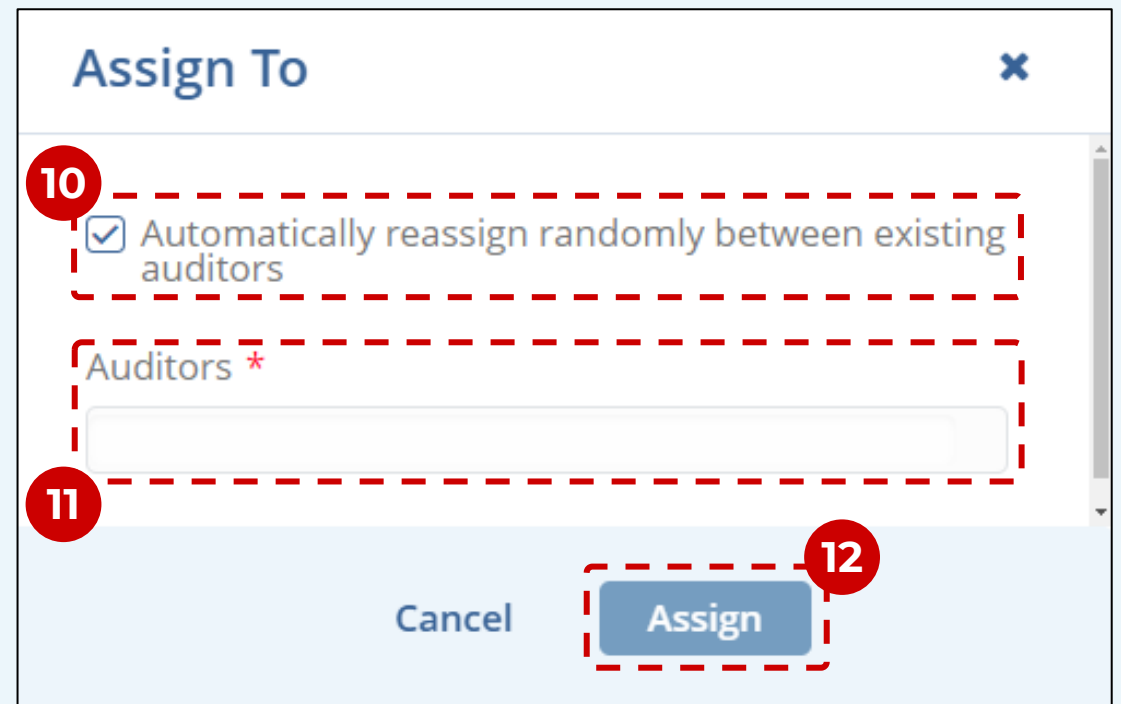 Assign To
10
Automatically reassign randomly between existing
auditors
Auditors *
11
12
Cancel
Assign